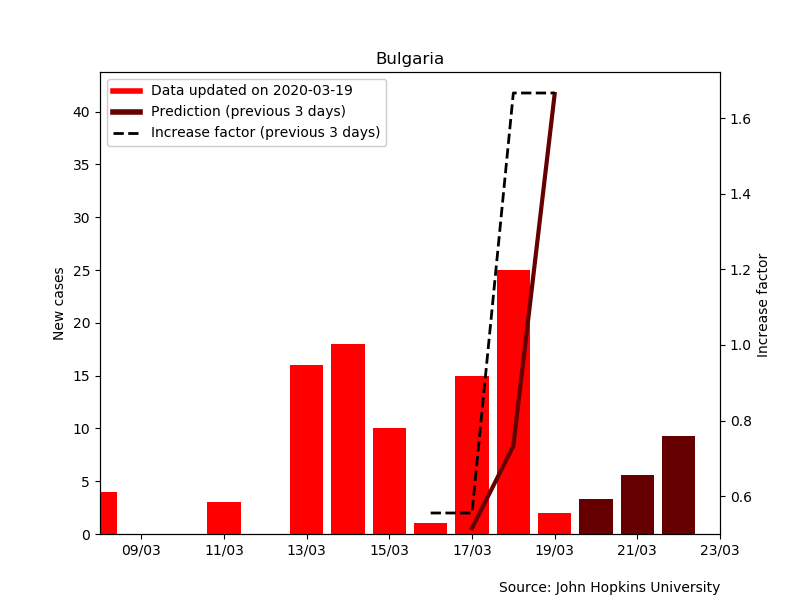 Bulgaria
Data updated on 2020-03-19
Prediction (previous 3 days)
Increase factor (previous 3 days)
40
35
30
25
20
15
10
5
0
New cases
1.6
1.4
1.2
1.0
0.8
0.6
Increase factor
09/03 11/03 13/03 15/03 17/03 19/03 21/03 23/03
Source: John Hopkins University